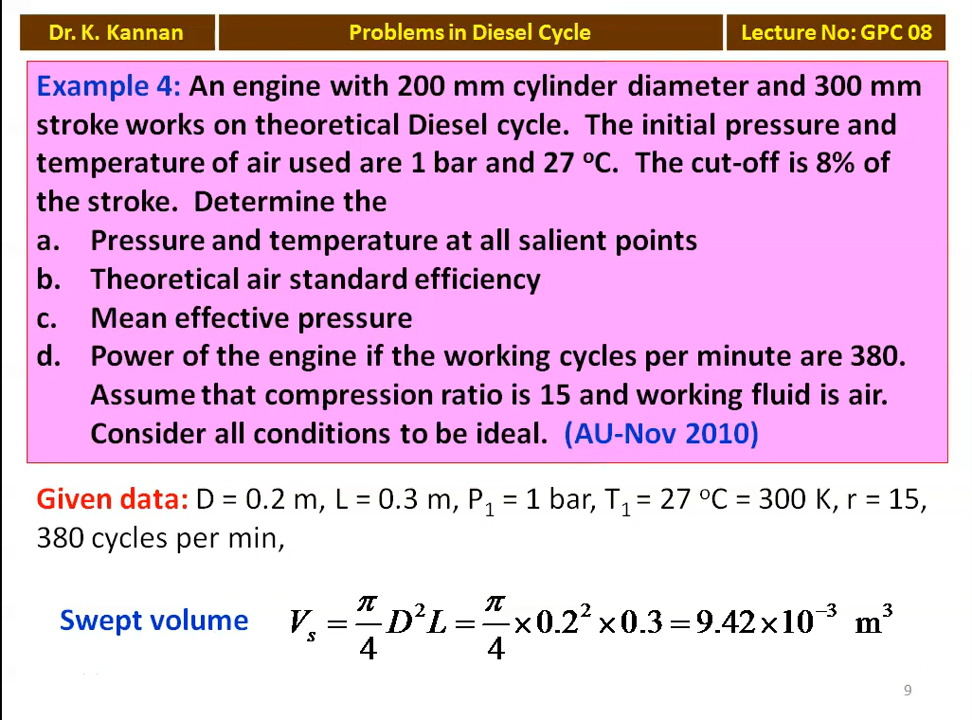 Dr. K. Kannan Problems in Diesel Cycle Lecture No: GPC 08
Example 4: An engine with 200 mm cylinder diameter and 300 mm
stroke works on theoretical Diesel cycle. The initial pressure and
temperature of air used are 1 bar and 27 ᵒC. The cut-off is 8% of
the stroke. Determine the
a. Pressure and temperature at all salient points
b. Theoretical air standard efficiency
c. Mean effective pressure
d. Power of the engine if the working cycles per minute are 380.
Assume that compression ratio is 15 and working fluid is air.
Consider all conditions to be ideal. (AU-Nov 2010)
Given data: D = 0.2 m, L = 0.3 m, P₁ = 1 bar, T₁ = 27 ᵒC = 300 K, r = 15,
380 cycles per min,
Swept volume Vₛ = π/4 D²L = π/4 × 0.2² × 0.3 = 9.42 × 10⁻³ m³
9